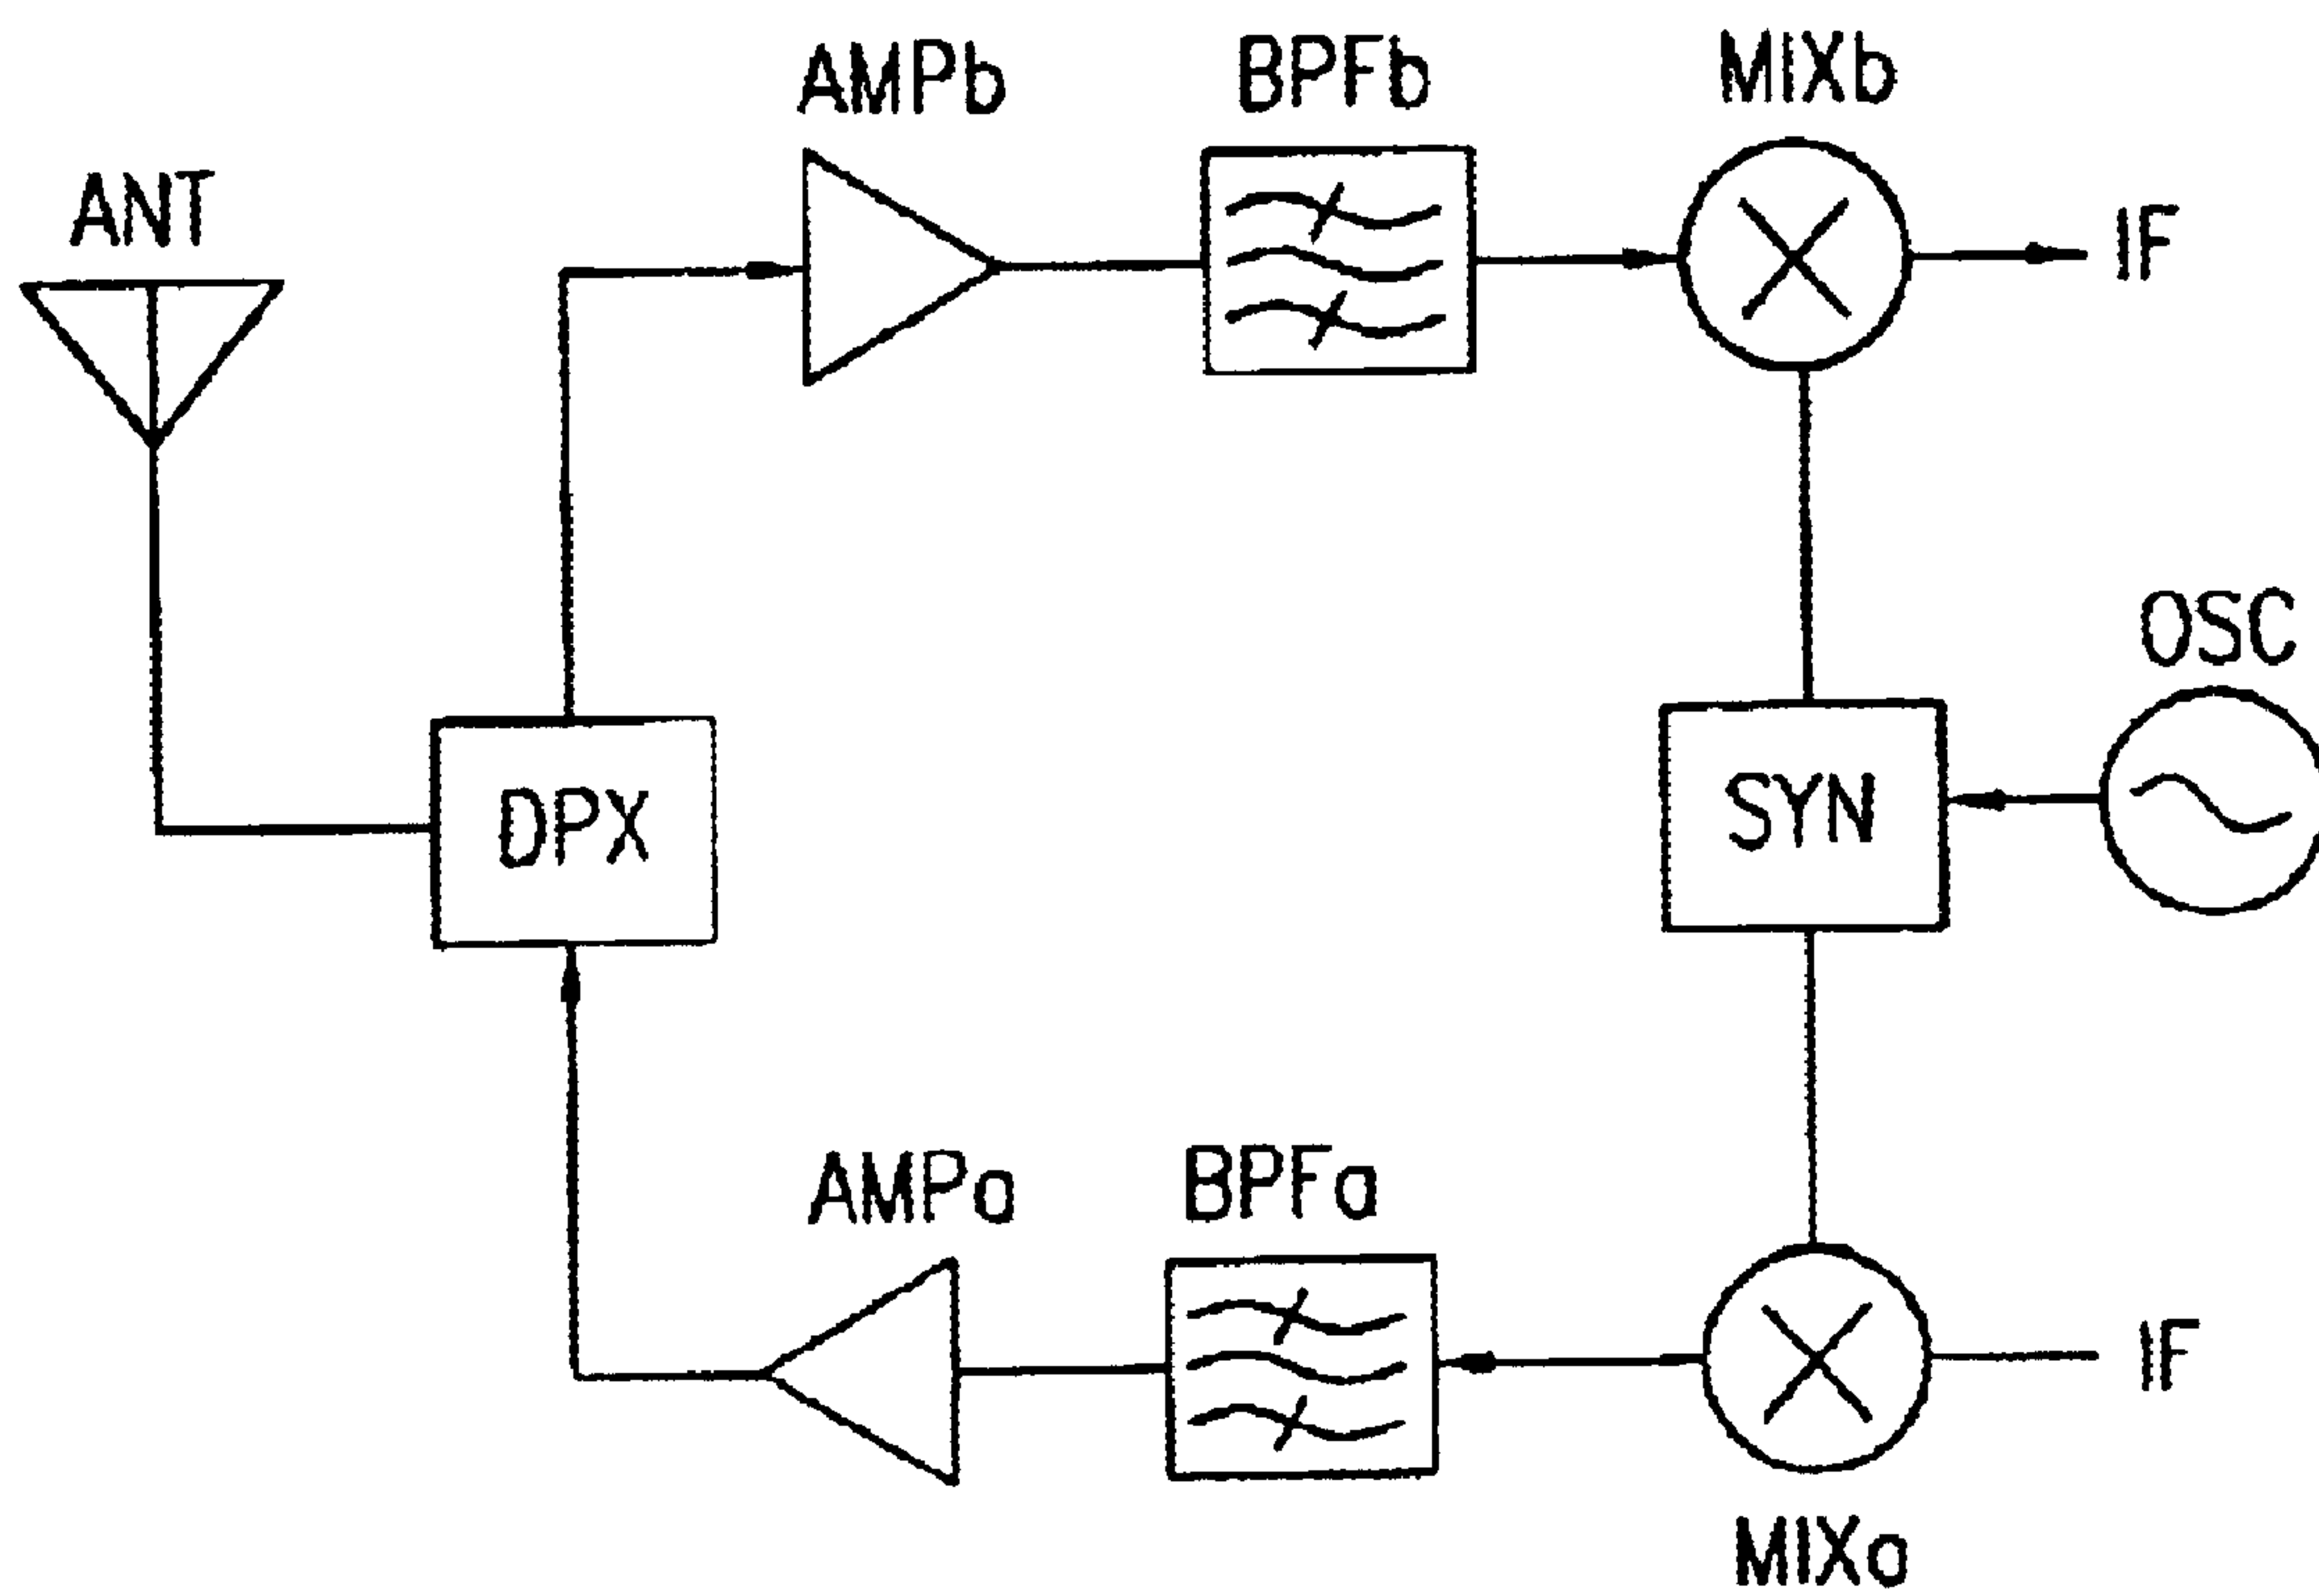 AMPb
BPFb
MIXb
ANT
IF
OSC
DPX
SYN
AMPa
BPFa
IF
MIXa